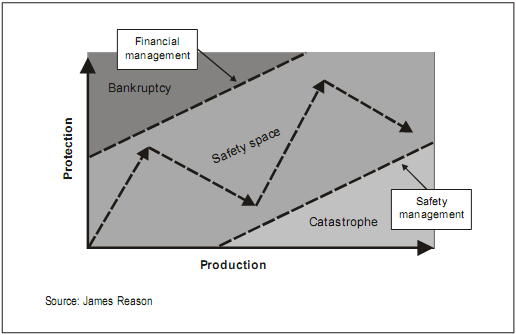 Financial
management
Bankruptcy
Safety space
Protection
Safety
management
Catastrophe
Production
Source: James Reason